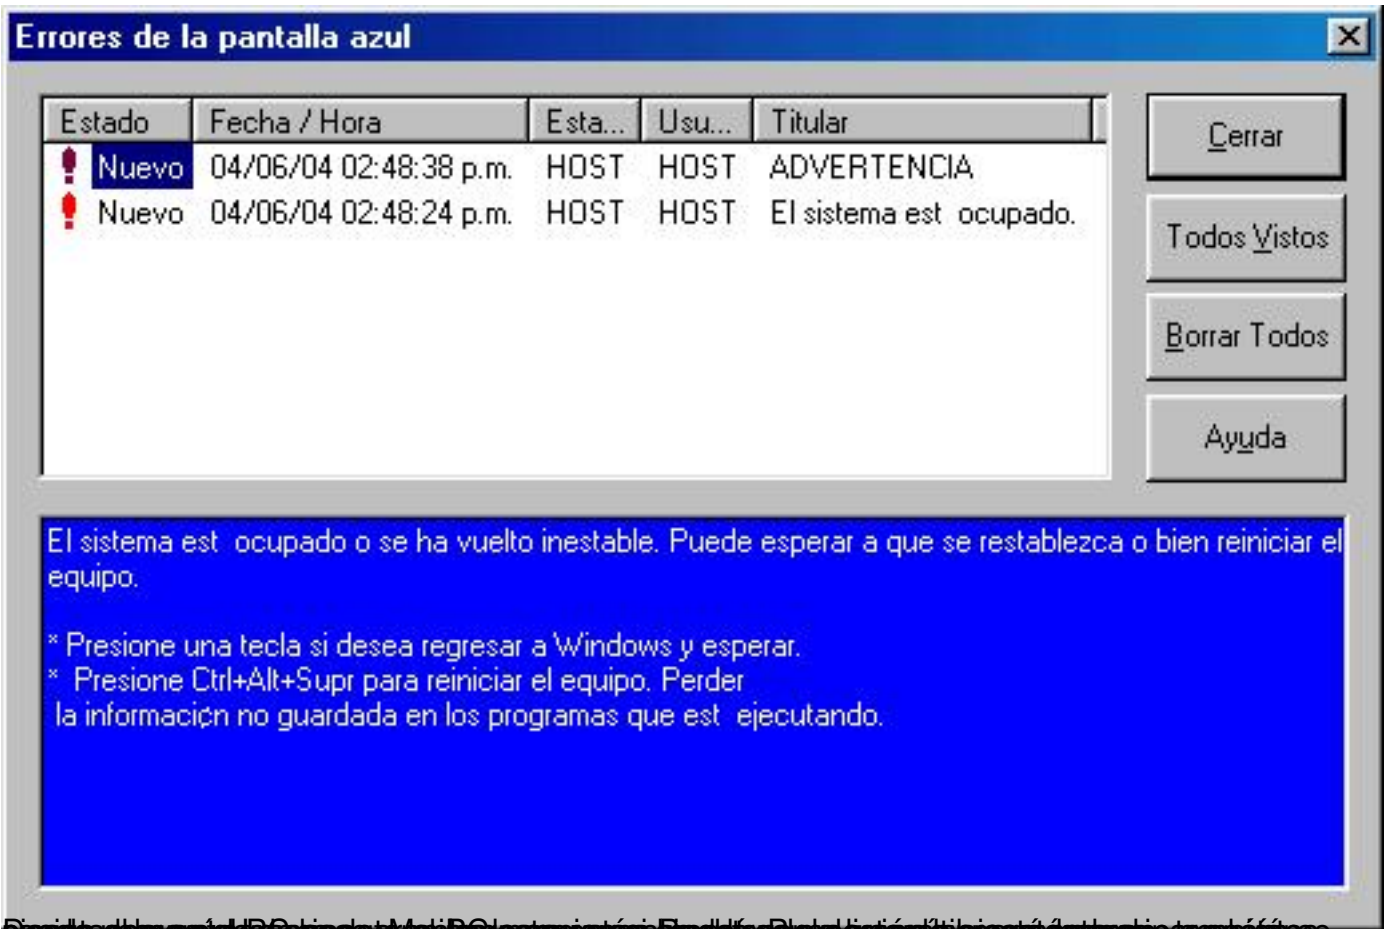 Errores de la pantalla azul
Estado Fecha / Hora Esta... Usu... Titular
Nuevo 04/06/04 02:48:38 p.m. HOST HOST ADVERTENCIA
Nuevo 04/06/04 02:48:24 p.m. HOST HOST El sistema est ocupado.
Cerrar
Todos Vistos
Borrar Todos
Ayuda
El sistema est ocupado o se ha vuelto inestable. Puede esperar a que se restablezca o bien reiniciar el
equipo.
* Presione una tecla si desea regresar a Windows y esperar.
* Presione Ctrl+Alt+Supr para reiniciar el equipo. Perder
la informaci¢n no guardada en los programas que est ejecutando.